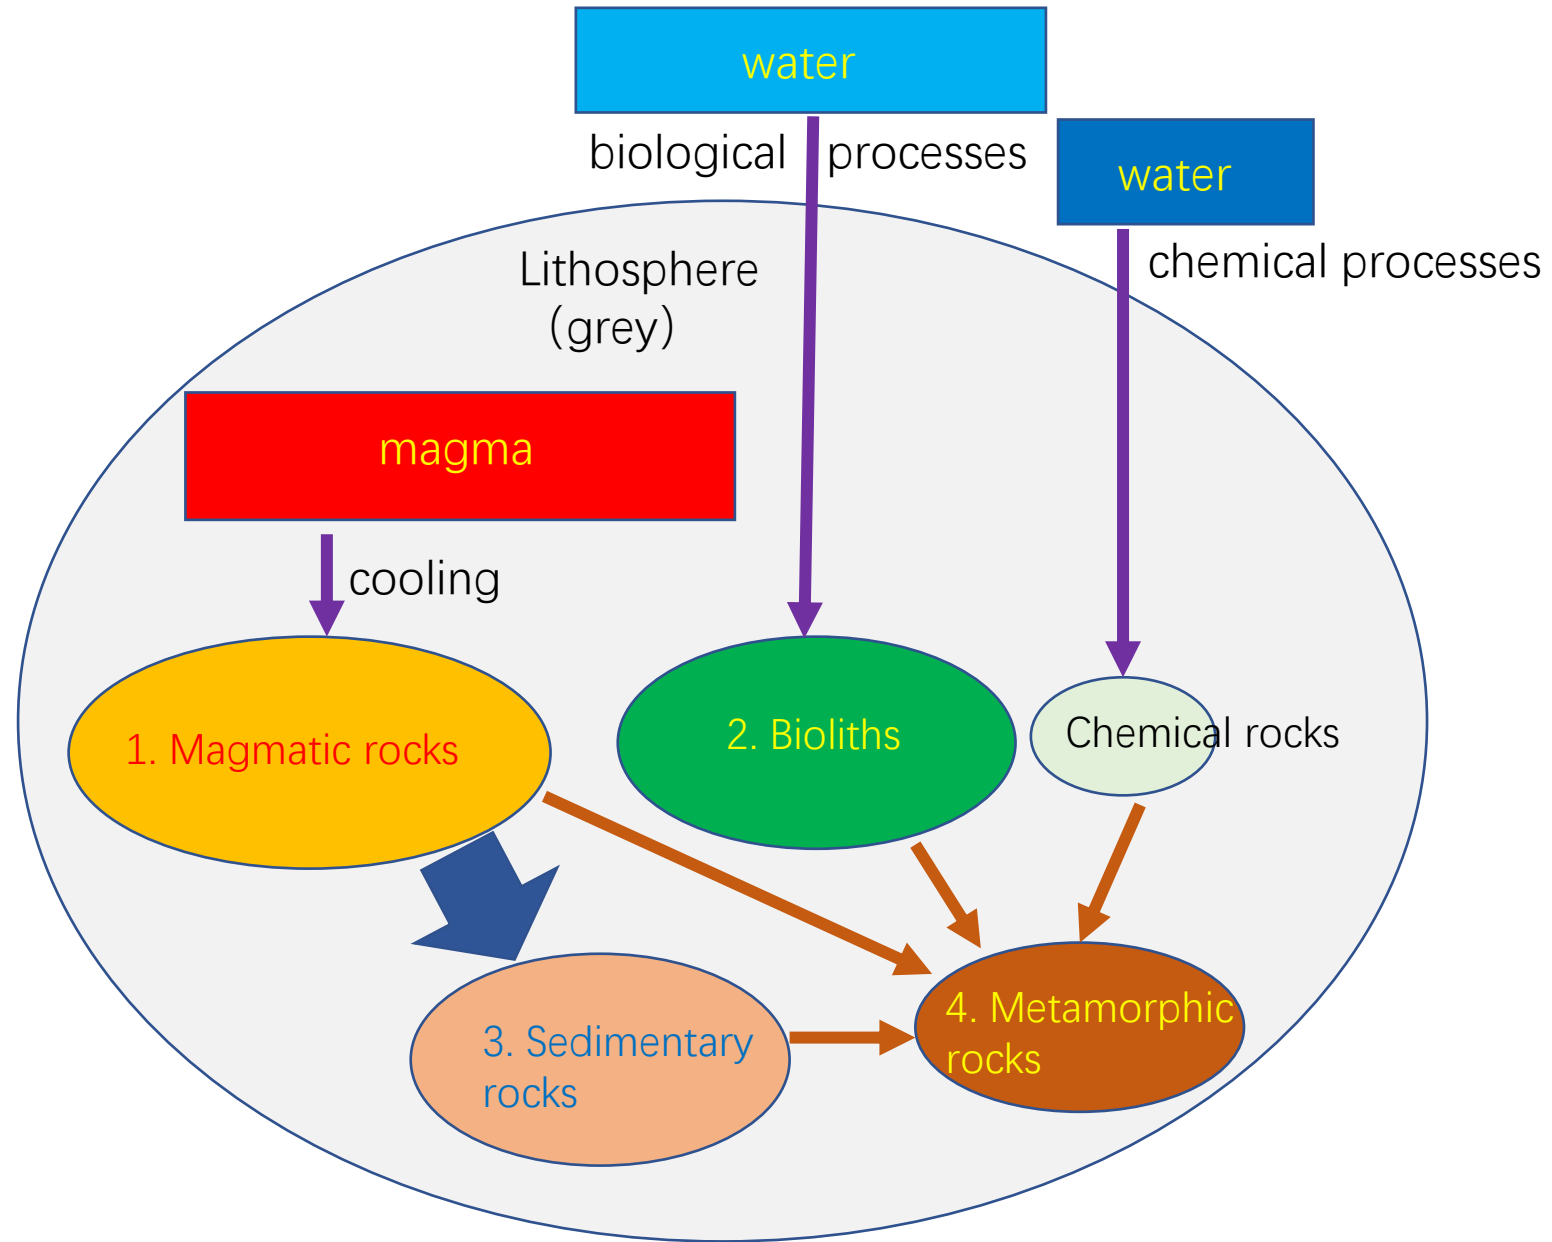 water
biological processes
water
chemical processes
Lithosphere
(grey)
magma
cooling
1. Magmatic rocks
2. Bioliths
Chemical rocks
3. Sedimentary
rocks
4. Metamorphic
rocks